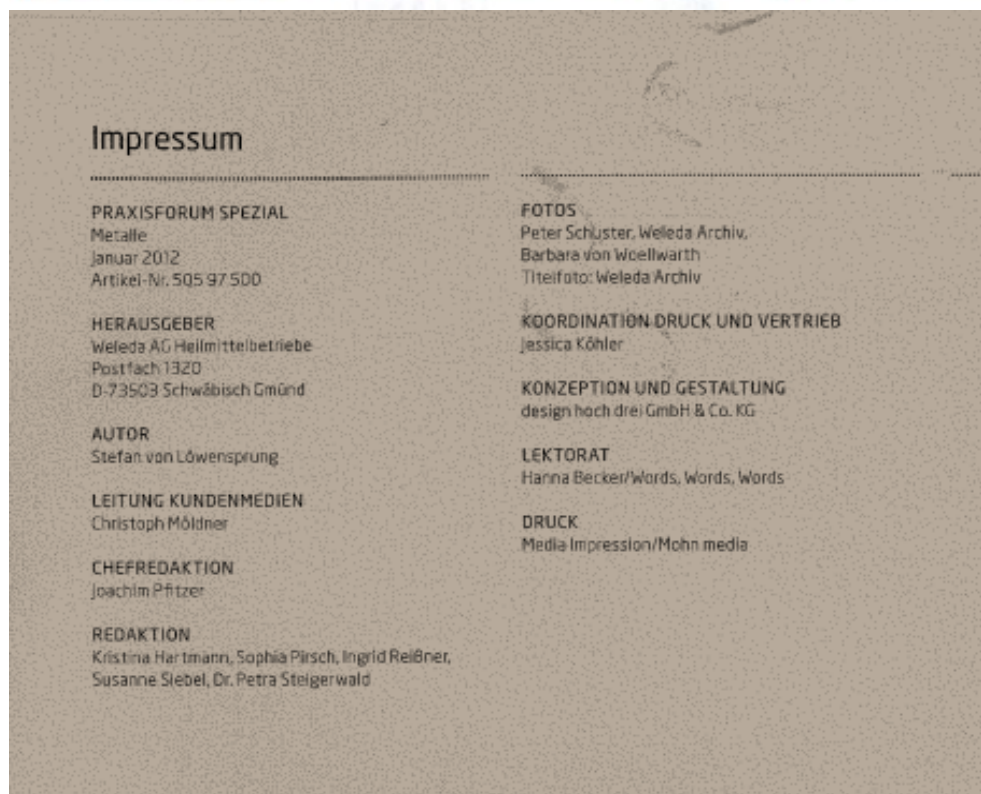 Impressum
PRAXISFORUM SPEZIAL
Metalle
Januar 2012
Artikel-Nr. 505 97 500
HERAUSGEBER
Weleda AG Heilmittelbetriebe
Postfach 1320
D-73503 Schwäbisch Gmünd
AUTOR
Stefan von Löwensprung
LEITUNG KUNDENMEDIEN
Christoph Möldner
CHEFREDAKTION
Joachim Pfitzer
REDAKTION
Kristina Hartmann, Sophia Pirsch, Ingrid Reißner,
Susanne Siebel, Dr. Petra Steigerwald
FOTOS
Peter Schuster, Weleda Archiv,
Barbara von Woellwarth
Titelfoto: Weleda Archiv
KOORDINATION DRUCK UND VERTRIEB
Jessica Köhler
KONZEPTION UND GESTALTUNG
design hoch drei GmbH & Co. KG
LEKTORAT
Hanna Becker/Words, Words, Words
DRUCK
Media Impression/Mohn media